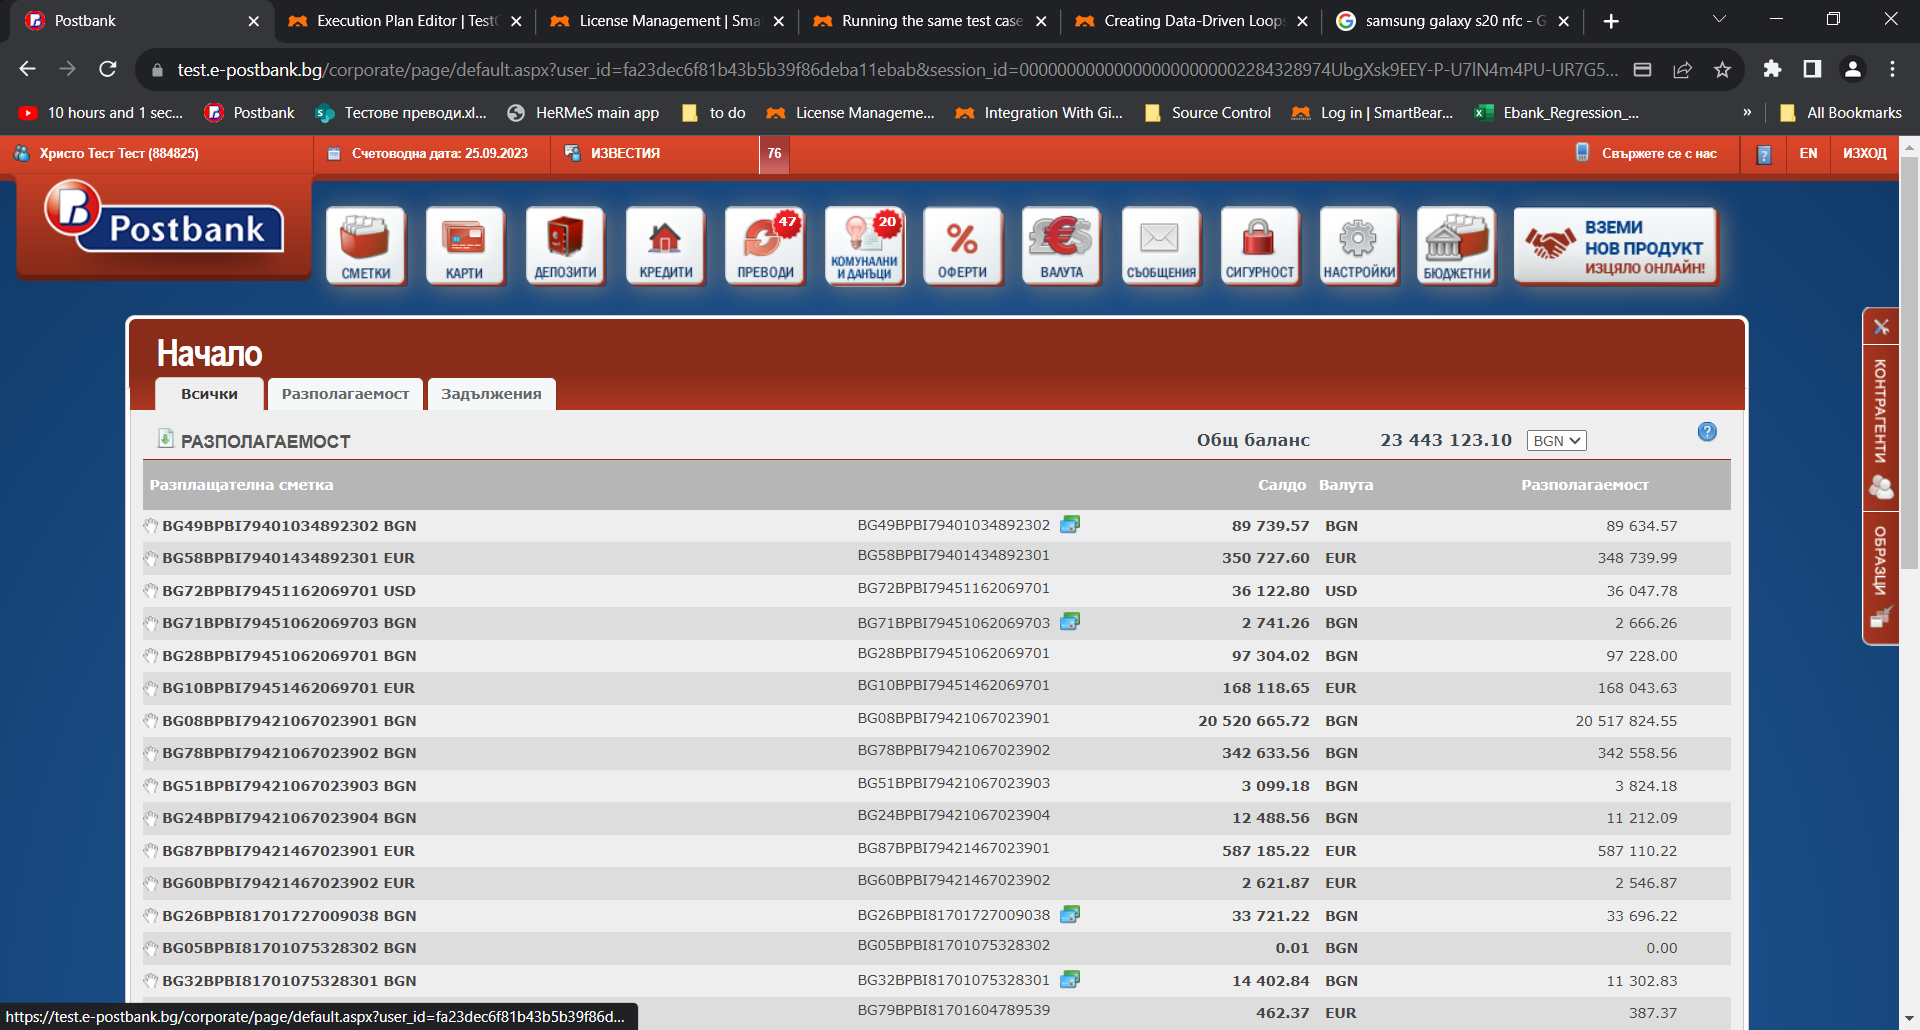 Postbank
Execution Plan Editor | TestC
License Management | Sma
Running the same test case
Creating Data-Driven Loops
samsung galaxy s20 nfc - G
test.e-postbank.bg/corporate/page/default.aspx?user_id=fa23dec6f81b43b5b39f86deba11ebab&session_id=0000000000000000000000002284328974UbgXsk9EEY-P-U7lN4m4PU-UR7G5...
10 hours and 1 sec...
Postbank
Тестове преводи.xl...
HeRMeS main app
to do
License Manageme...
Integration With Gi...
Source Control
Log in | SmartBear...
Ebank_Regression_...
»
All Bookmarks
Христо Тест Тест (884825)
Счетоводна дата: 25.09.2023
ИЗВЕСТИЯ
76
Свържете се с нас
EN
ИЗХОД
Postbank
СМЕТКИ
КАРТИ
ДЕПОЗИТИ
КРЕДИТИ
47
ПРЕВОДИ
20
КОМУНАЛНИ
И ДАНЪЦИ
ОФЕРТИ
ВАЛУТА
СЪОБЩЕНИЯ
СИГУРНОСТ
НАСТРОЙКИ
БЮДЖЕТНИ
ВЗЕМИ
НОВ ПРОДУКТ
ИЗЦЯЛО ОНЛАЙН!
КОНТРАГЕНТИ
ОБРАЗЦИ
Начало
Всички
Разполагаемост
Задължения
РАЗПОЛАГАЕМОСТ
Общ баланс 23 443 123.10 BGN
Разплащателна сметка Салдо Валута Разполагаемост
BG49BPBI79401034892302 BGN BG49BPBI79401034892302 89 739.57 BGN 89 634.57
BG58BPBI79401434892301 EUR BG58BPBI79401434892301 350 727.60 EUR 348 739.99
BG72BPBI79451162069701 USD BG72BPBI79451162069701 36 122.80 USD 36 047.78
BG71BPBI79451062069703 BGN BG71BPBI79451062069703 2 741.26 BGN 2 666.26
BG28BPBI79451062069701 BGN BG28BPBI79451062069701 97 304.02 BGN 97 228.00
BG10BPBI79451462069701 EUR BG10BPBI79451462069701 168 118.65 EUR 168 043.63
BG08BPBI79421067023901 BGN BG08BPBI79421067023901 20 520 665.72 BGN 20 517 824.55
BG78BPBI79421067023902 BGN BG78BPBI79421067023902 342 633.56 BGN 342 558.56
BG51BPBI79421067023903 BGN BG51BPBI79421067023903 3 099.18 BGN 3 824.18
BG24BPBI79421067023904 BGN BG24BPBI79421067023904 12 488.56 BGN 11 212.09
BG87BPBI79421467023901 EUR BG87BPBI79421467023901 587 185.22 EUR 587 110.22
BG60BPBI79421467023902 EUR BG60BPBI79421467023902 2 621.87 EUR 2 546.87
BG26BPBI81701727009038 BGN BG26BPBI81701727009038 33 721.22 BGN 33 696.22
BG05BPBI81701075328302 BGN BG05BPBI81701075328302 0.01 BGN 0.00
BG32BPBI81701075328301 BGN BG32BPBI81701075328301 14 402.84 BGN 11 302.83
BG79BPBI81701604789539 462.37 EUR 387.37
https://test.e-postbank.bg/corporate/page/default.aspx?user_id=fa23dec6f81b43b5b39f86d...